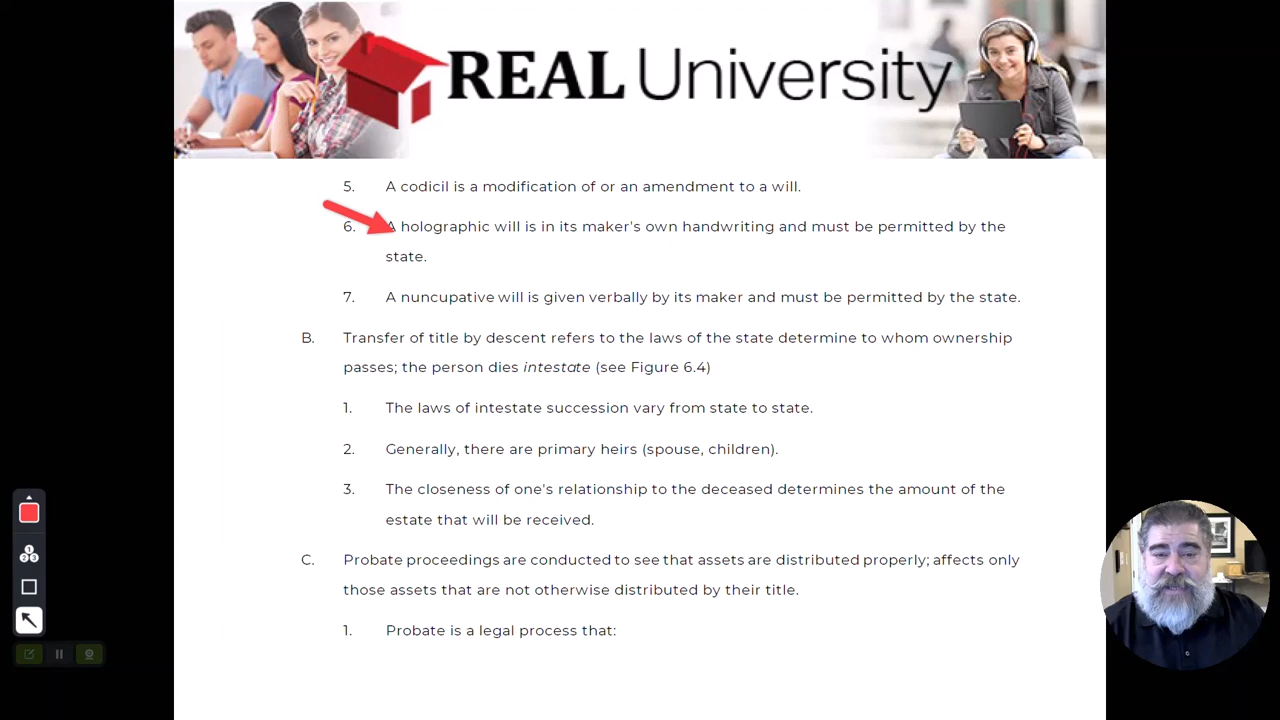 REAL University
5. A codicil is a modification of or an amendment to a will.
6. A holographic will is in its maker's own handwriting and must be permitted by the
state.
7. A nuncupative will is given verbally by its maker and must be permitted by the state.
B. Transfer of title by descent refers to the laws of the state determine to whom ownership
passes; the person dies intestate (see Figure 6.4)
1. The laws of intestate succession vary from state to state.
2. Generally, there are primary heirs (spouse, children).
3. The closeness of one's relationship to the deceased determines the amount of the
estate that will be received.
C. Probate proceedings are conducted to see that assets are distributed properly; affects only
those assets that are not otherwise distributed by their title.
1. Probate is a legal process that: